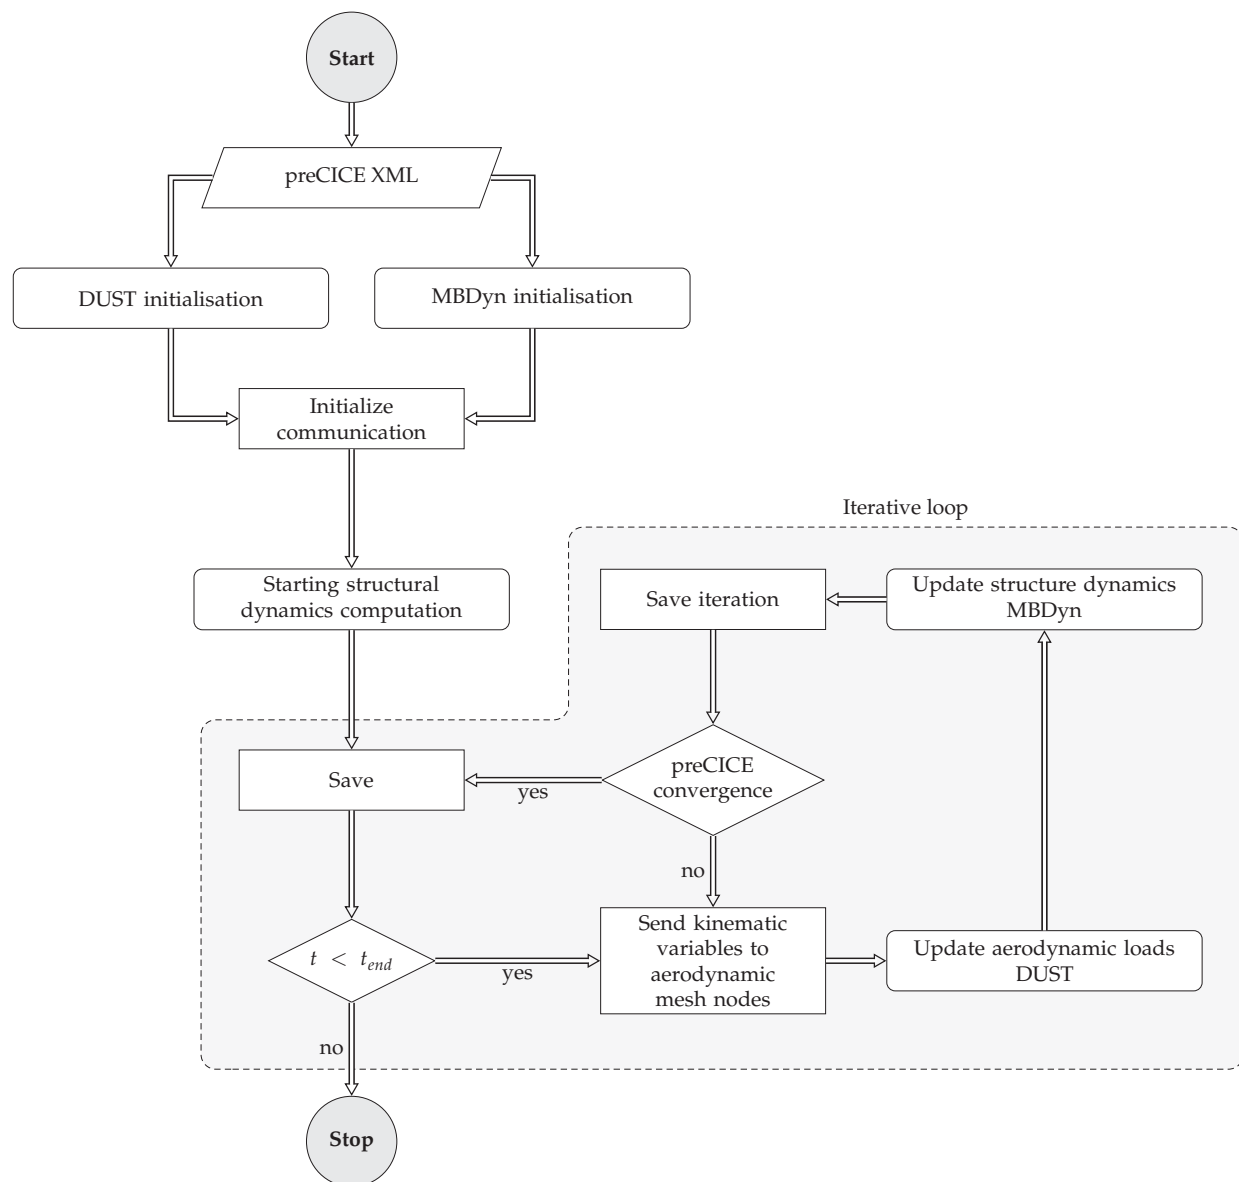 Start
preCICE XML
DUST initialisation
MBDyn initialisation
Initialize
communication
Iterative loop
Starting structural
dynamics computation
Save iteration
Update structure dynamics
MBDyn
Save
yes
preCICE
convergence
no
t < t_end
yes
Send kinematic
variables to
aerodynamic
mesh nodes
Update aerodynamic loads
DUST
no
Stop